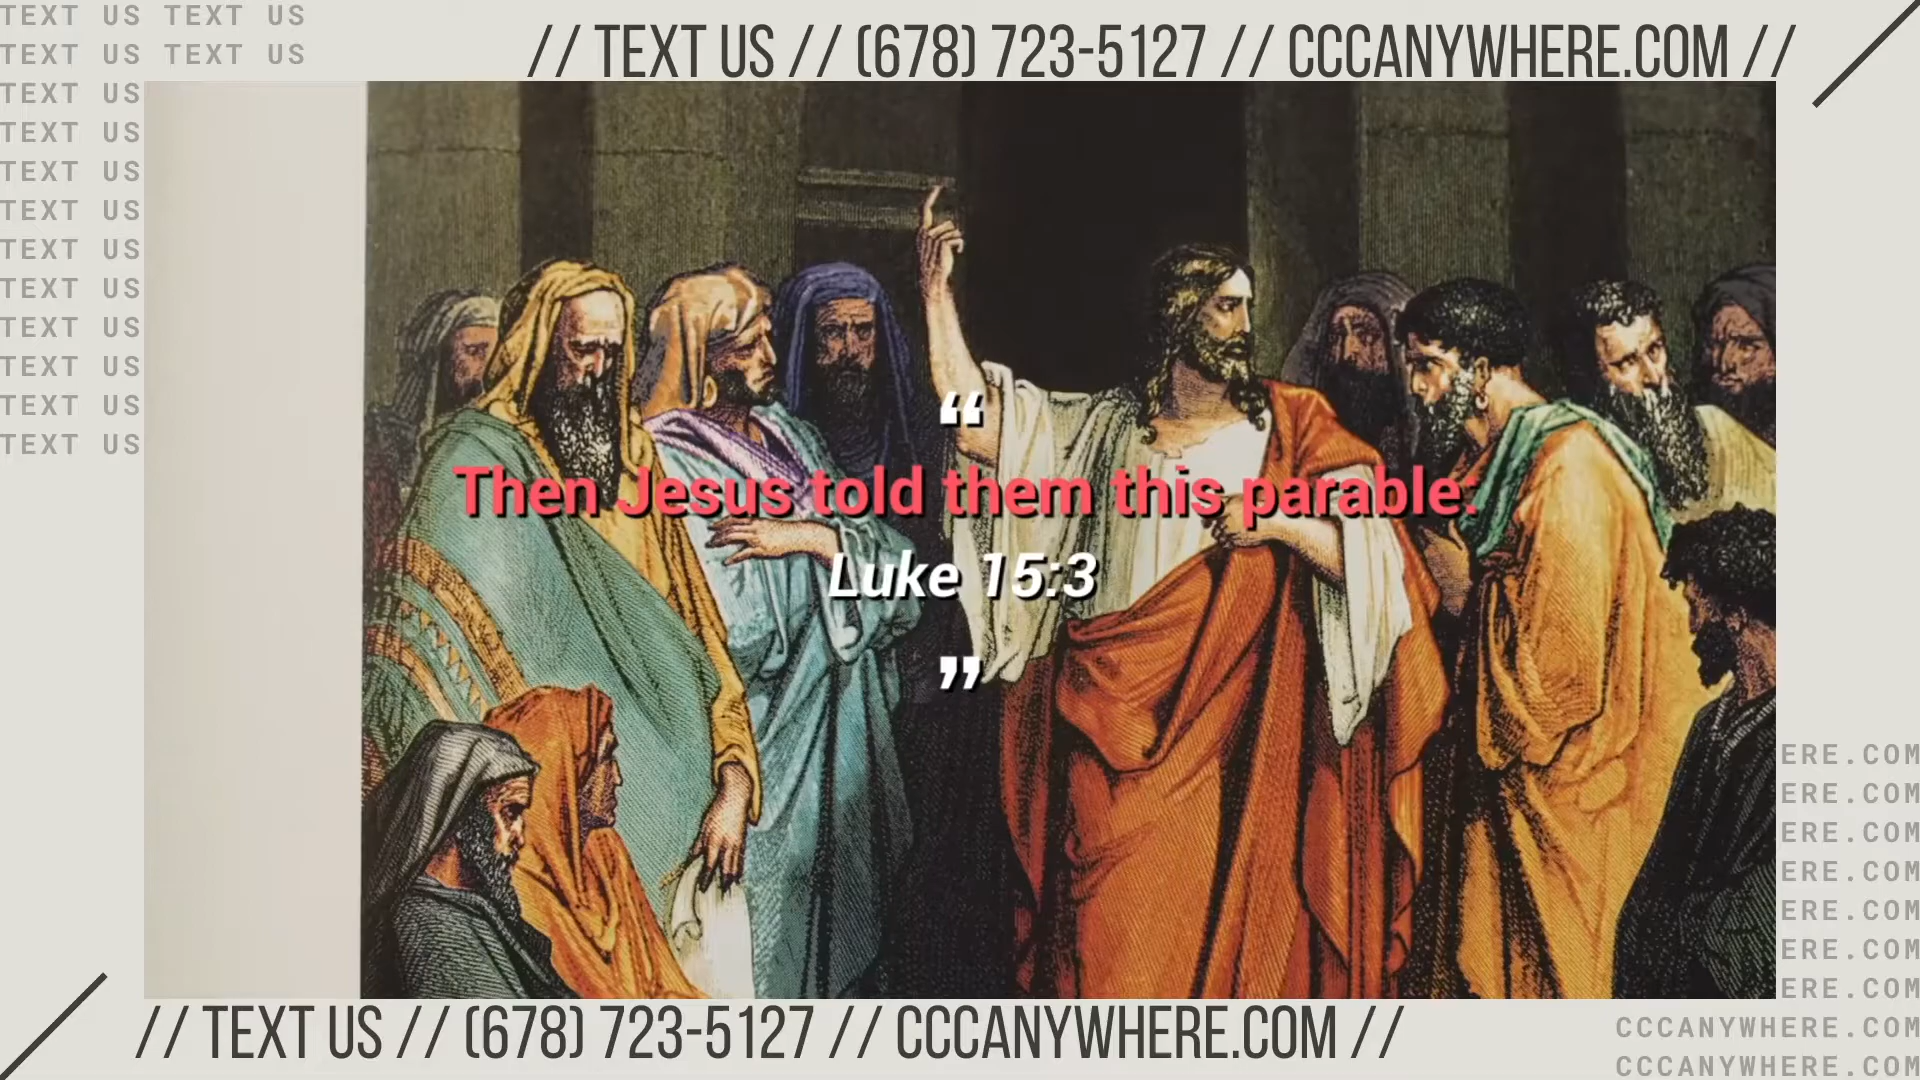 TEXT US TEXT US
TEXT US TEXT US
TEXT US
TEXT US
TEXT US
TEXT US
TEXT US
TEXT US
TEXT US
TEXT US
TEXT US
TEXT US
// TEXT US // (678) 723-5127 // CCCANYWHERE.COM //
“
Then Jesus told them this parable:
Luke 15:3
”
ERE.COM
ERE.COM
ERE.COM
ERE.COM
ERE.COM
ERE.COM
ERE.COM
CCCANYWHERE.COM
CCCANYWHERE.COM
// TEXT US // (678) 723-5127 // CCCANYWHERE.COM //